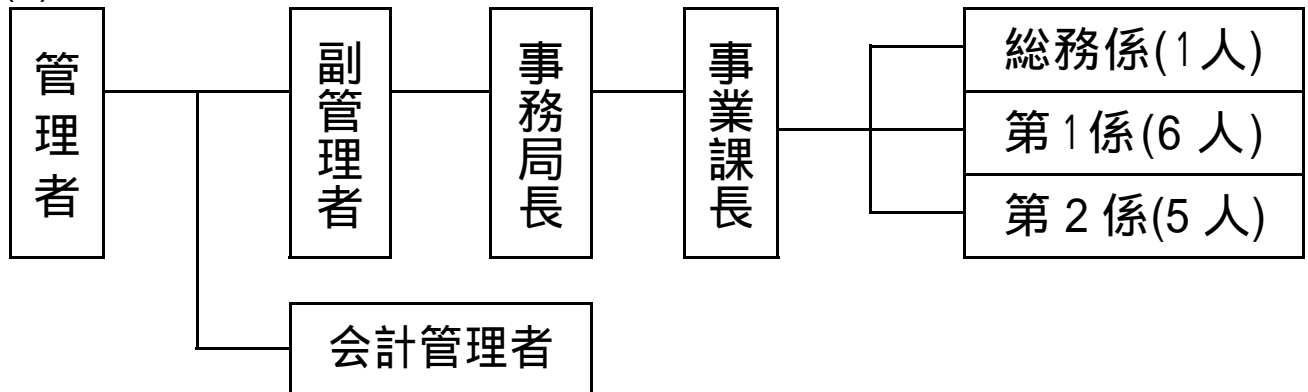 管理者
副管理者
事務局長
事業課長
総務係(1人)
第1係(6 人)
第 2 係(5 人)
会計管理者